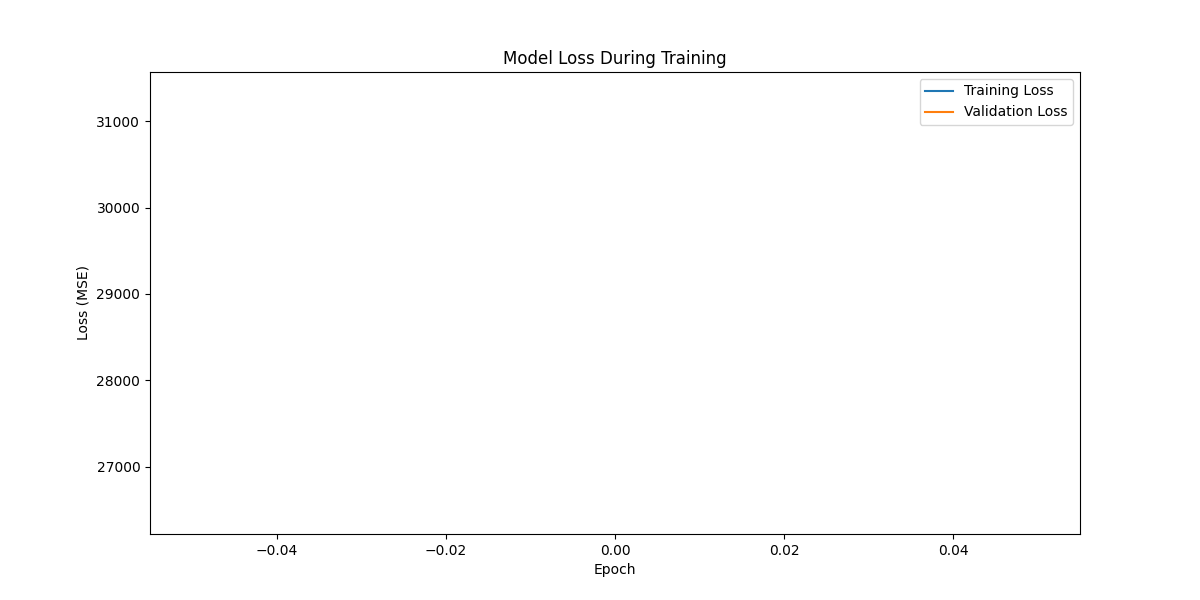 Model Loss During Training
Training Loss
Validation Loss
31000
30000
29000
28000
27000
Loss (MSE)
−0.04
−0.02
0.00
0.02
0.04
Epoch